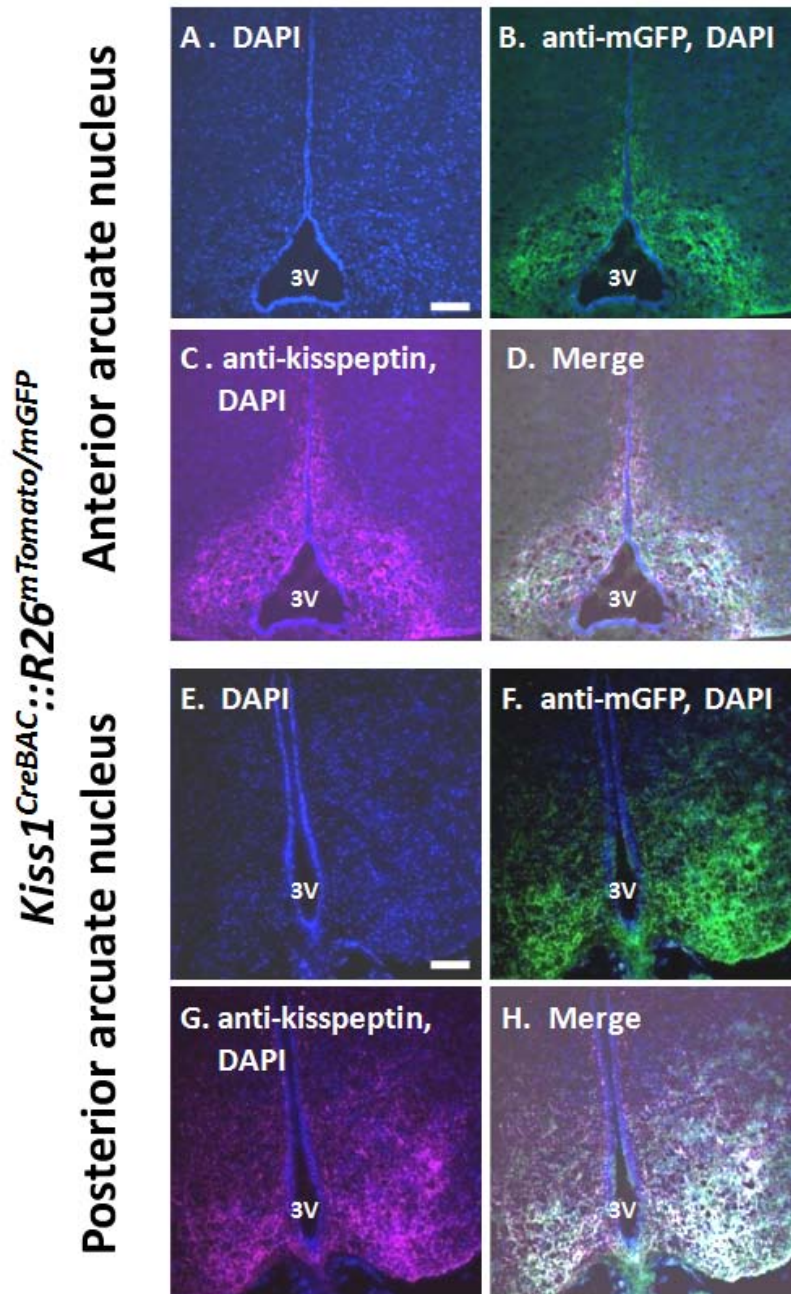 Kiss1CreBAC::R26mTomato/mGFP
Anterior arcuate nucleus
A . DAPI
3V
B. anti-mGFP, DAPI
3V
C . anti-kisspeptin,
DAPI
3V
D. Merge
3V
Posterior arcuate nucleus
E. DAPI
3V
F. anti-mGFP, DAPI
3V
G. anti-kisspeptin,
DAPI
3V
H. Merge
3V